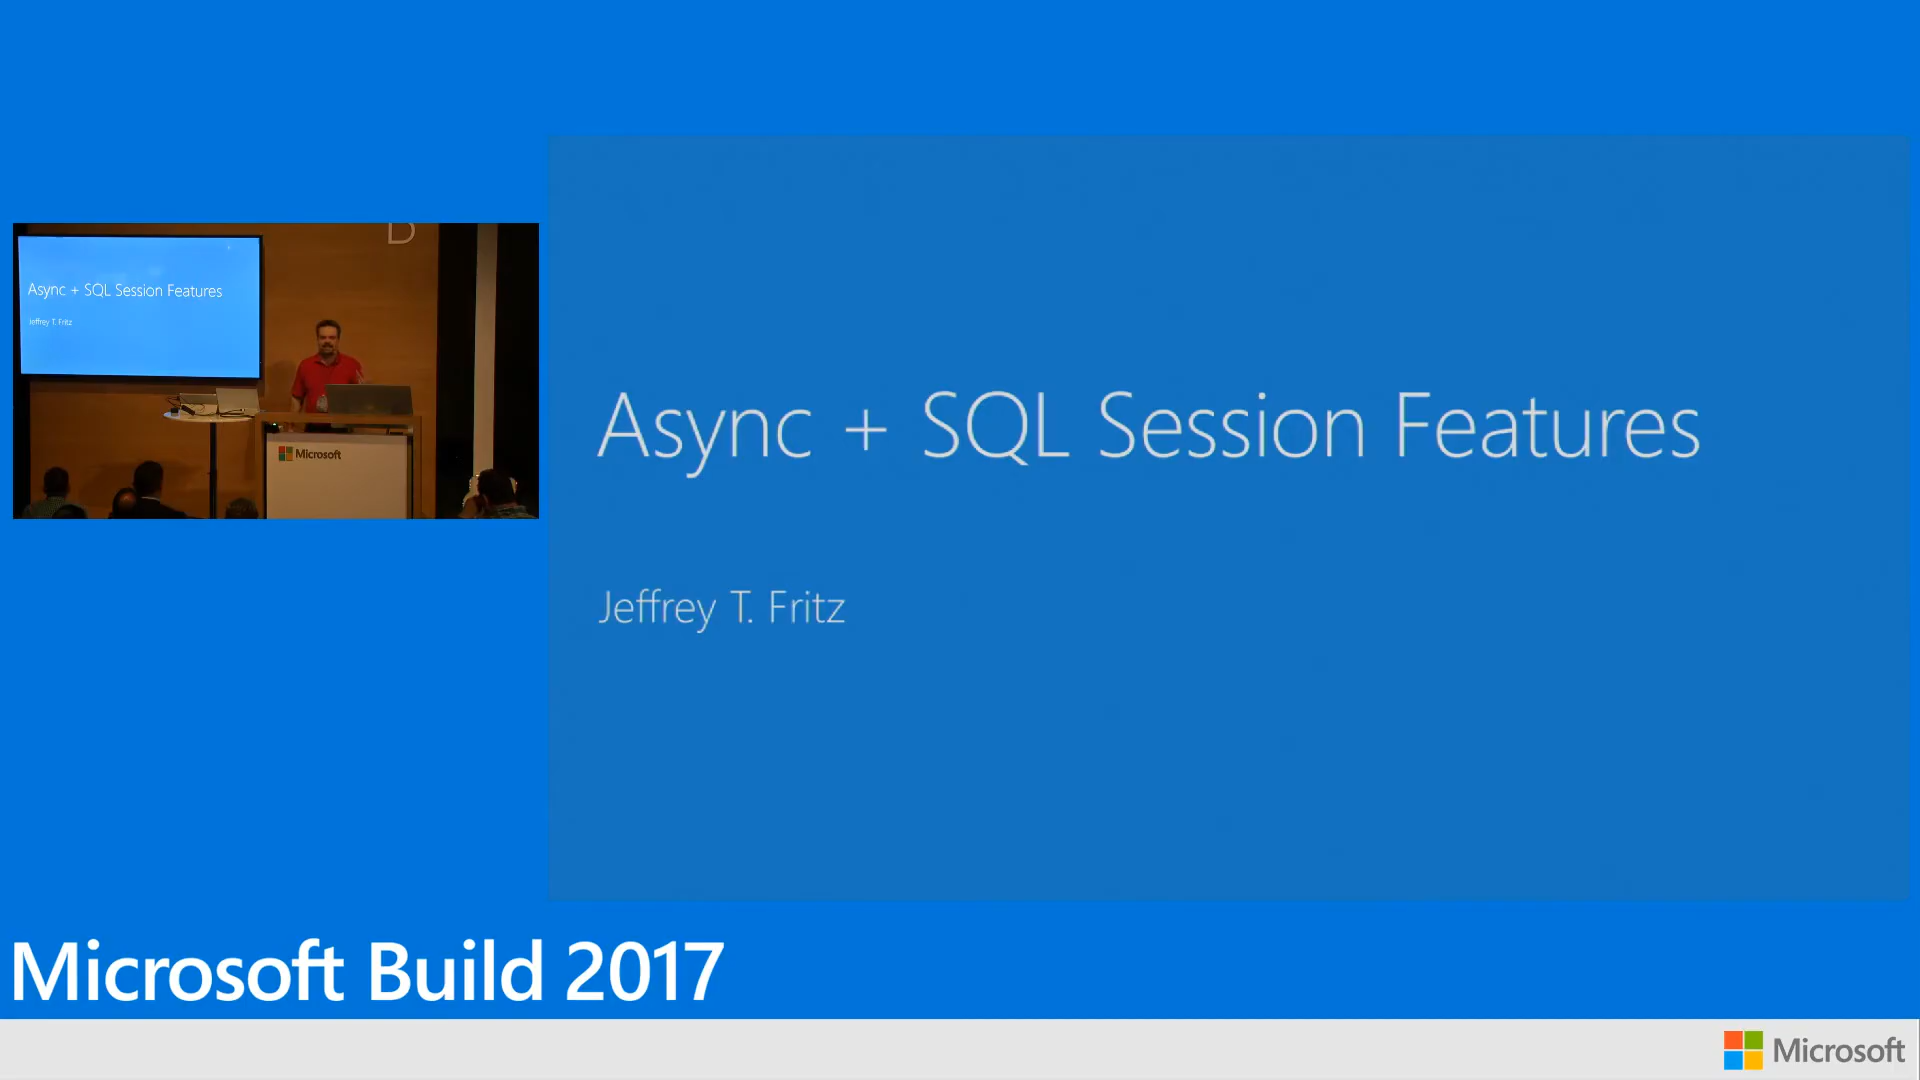 B
Async + SQL Session Features
Jeffrey T. Fritz
Microsoft
Async + SQL Session Features
Jeffrey T. Fritz
Microsoft Build 2017
Microsoft